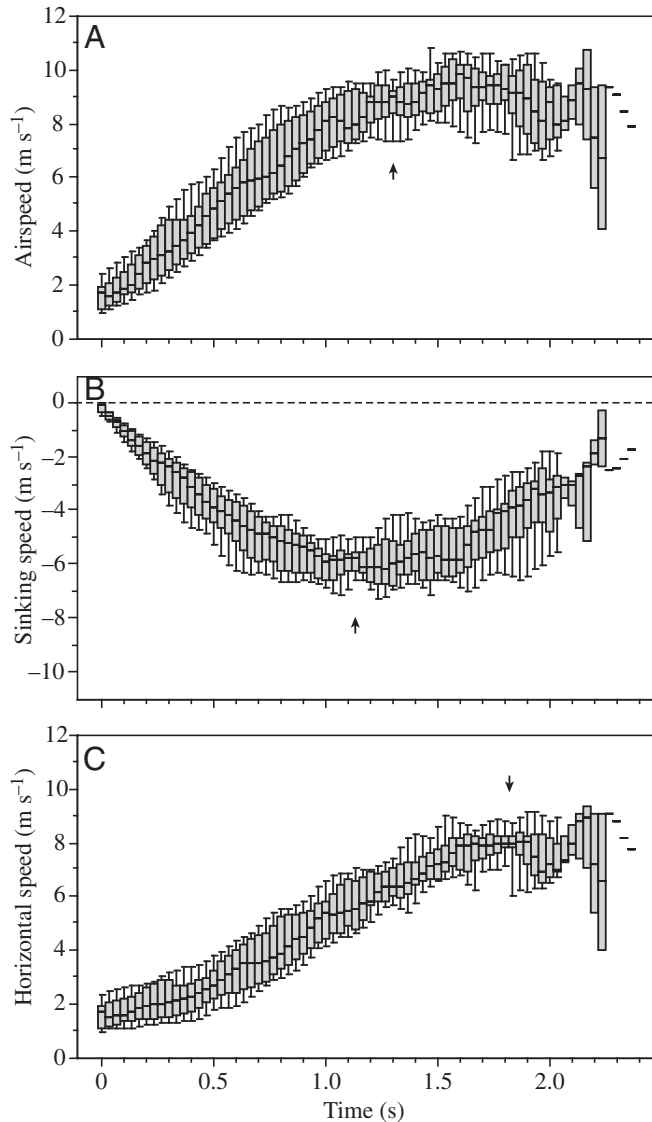 A
12
10
8
6
4
2
0
Airspeed (m s⁻¹)
B
0
–2
–4
–6
–8
–10
Sinking speed (m s⁻¹)
C
12
10
8
6
4
2
0
Horizontal speed (m s⁻¹)
0 0.5 1.0 1.5 2.0
Time (s)